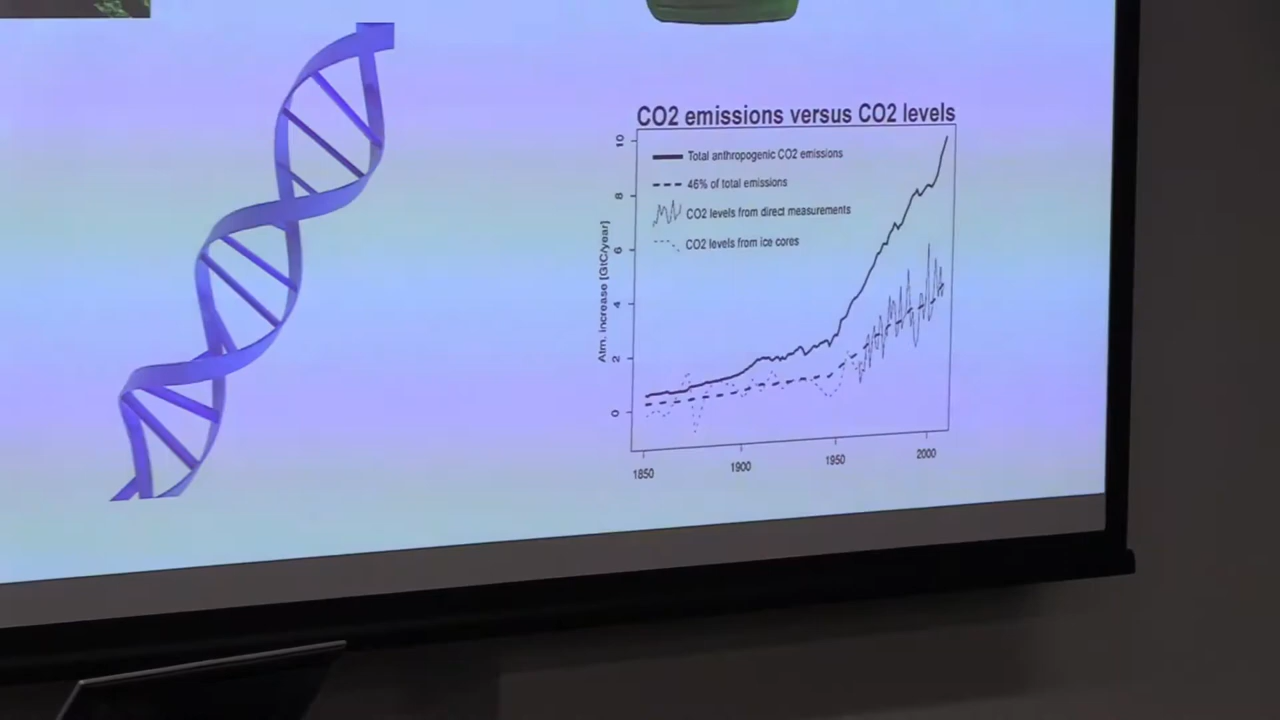 CO2 emissions versus CO2 levels
Total anthropogenic CO2 emissions
46% of total emissions
CO2 levels from direct measurements
CO2 levels from ice cores
Atm. increase [GtC/year]
10
8
6
4
2
0
1850 1900 1950 2000